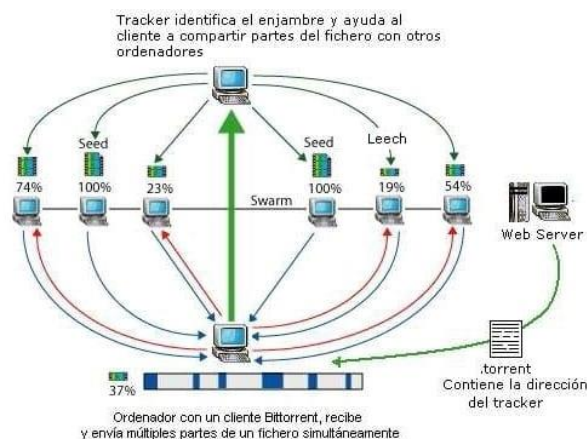 Tracker identifica el enjambre y ayuda al
cliente a compartir partes del fichero con otros
ordenadores
Seed
Seed
Leech
74%
100%
23%
100%
19%
54%
Swarm
Web Server
.torrent
Contiene la dirección
del tracker
37%
Ordenador con un cliente Bittorrent, recibe
y envía múltiples partes de un fichero simultáneamente